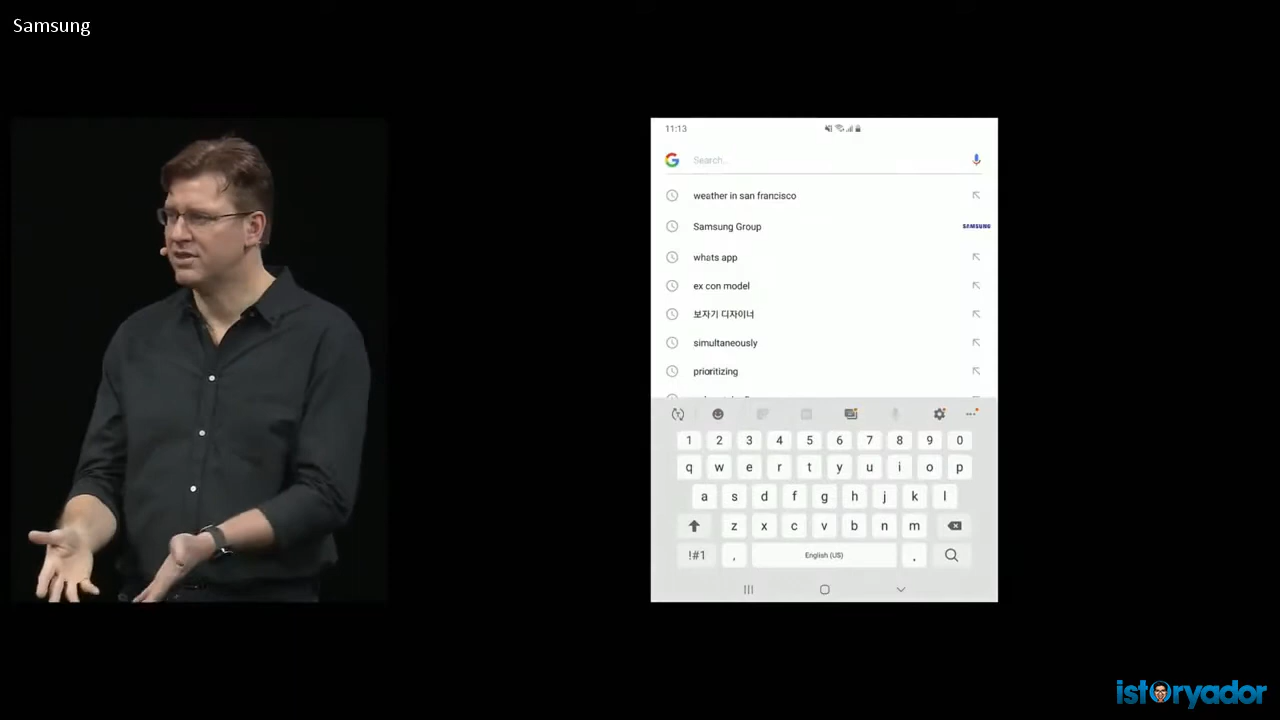 Samsung
11:13
Search...
weather in san francisco
Samsung Group
SAMSUNG
whats app
ex con model
보자기 디자이너
simultaneously
prioritizing
1 2 3 4 5 6 7 8 9 0
q w e r t y u i o p
a s d f g h j k l
z x c v b n m
!#1 , English (US) .
istoryador